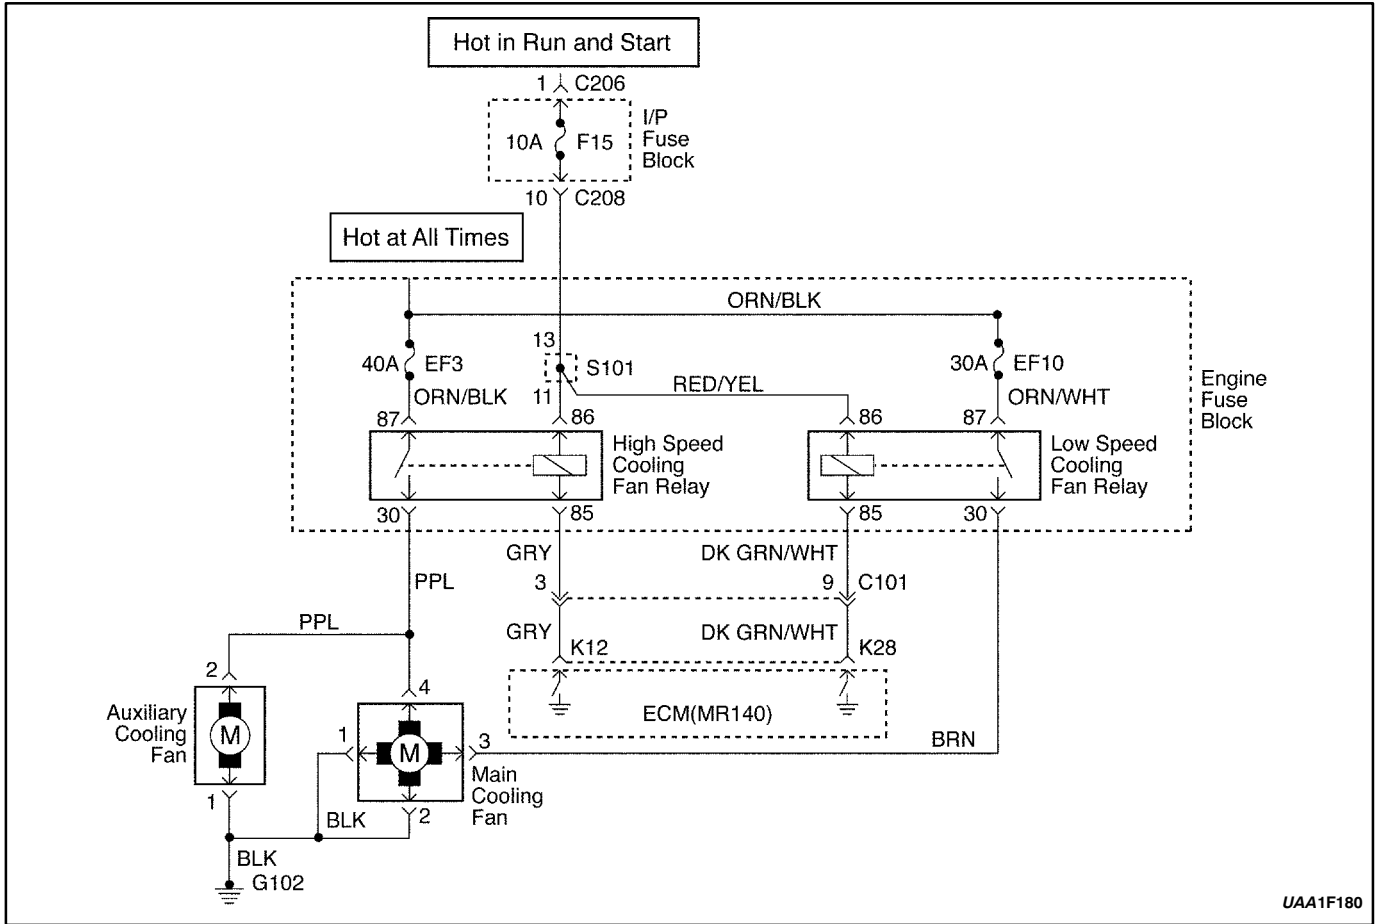 Hot in Run and Start
1 C206
10A F15
I/P
Fuse
Block
10 C208
Hot at All Times
ORN/BLK
13
40A EF3
S101
30A EF10
RED/YEL
Engine
Fuse
Block
ORN/BLK
11
ORN/WHT
87
86
86
87
High Speed
Cooling
Fan Relay
Low Speed
Cooling
Fan Relay
30
85
85
30
GRY
DK GRN/WHT
PPL
3
9 C101
PPL
GRY
DK GRN/WHT
K12
K28
2
4
Auxiliary
Cooling
Fan
M
1
M
3
ECM(MR140)
BRN
Main
Cooling
Fan
1
2
BLK
BLK
G102
UAA1F180